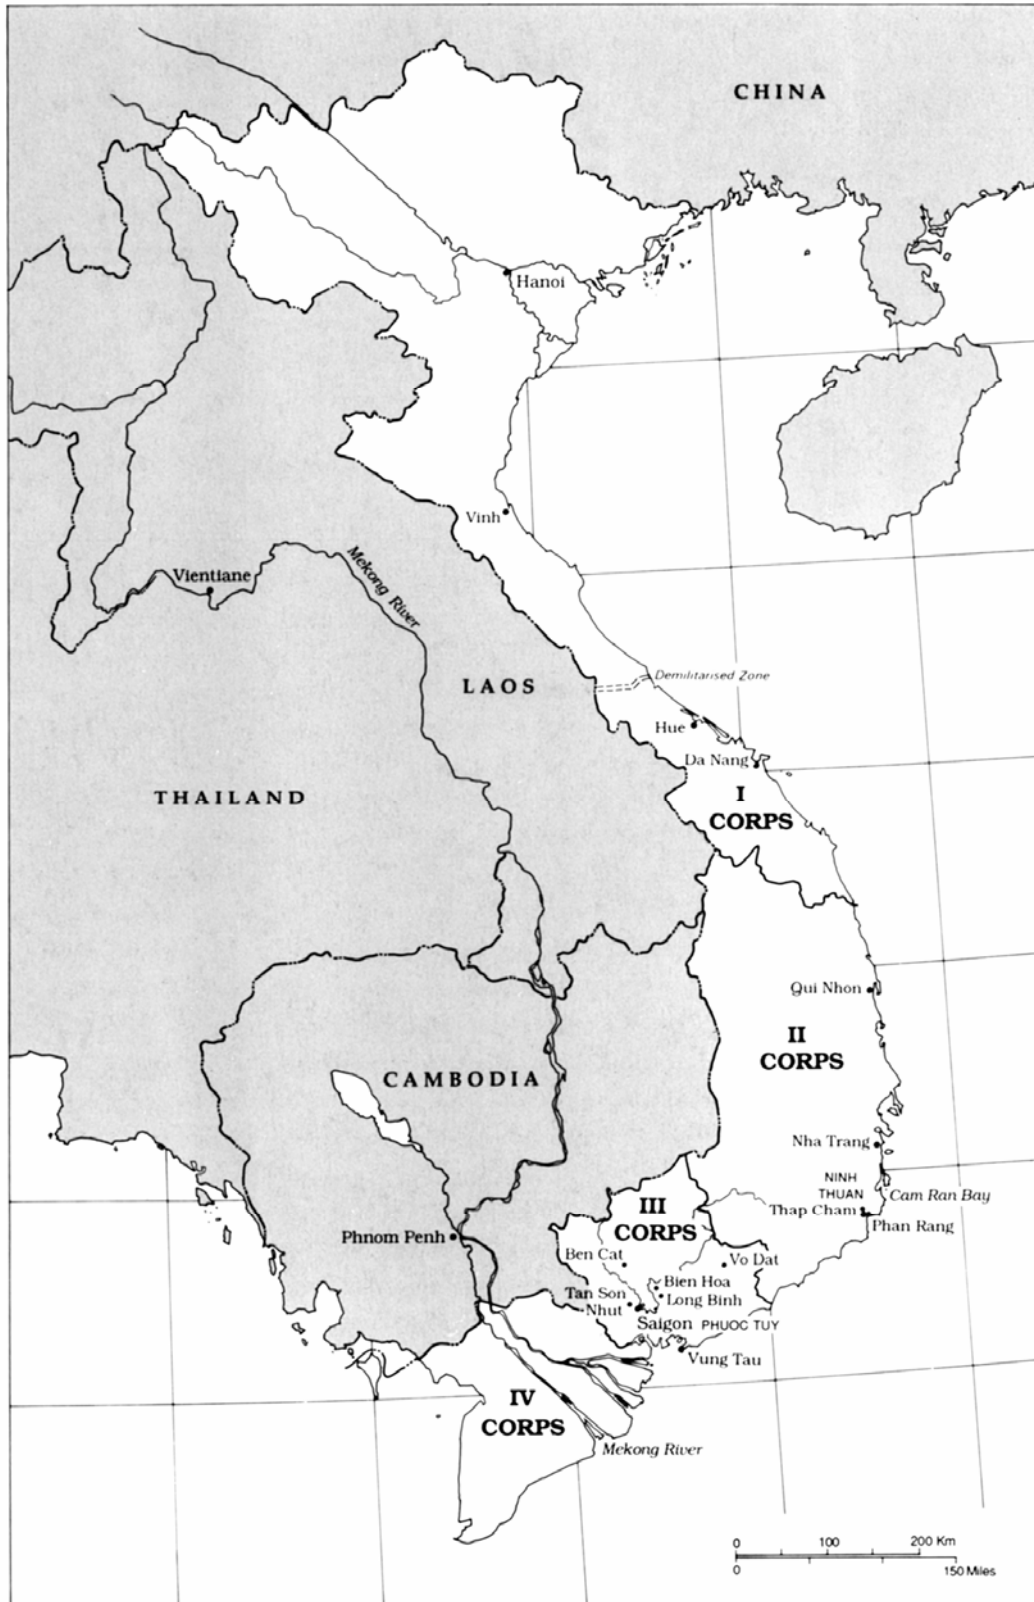 CHINA
Hanoi
Vinh
Vientiane
Mekong River
LAOS
Demilitarised Zone
Hue
Da Nang
THAILAND
I
CORPS
Qui Nhon
II
CORPS
CAMBODIA
Nha Trang
NINH
THUAN
Cam Ran Bay
Thap Cham
Phan Rang
III
CORPS
Phnom Penh
Ben Cat
Vo Dat
Bien Hoa
Tan Son
Nhut
Long Binh
Saigon
PHUOC TUY
Vung Tau
IV
CORPS
Mekong River
0 100 200 Km
0 150 Miles